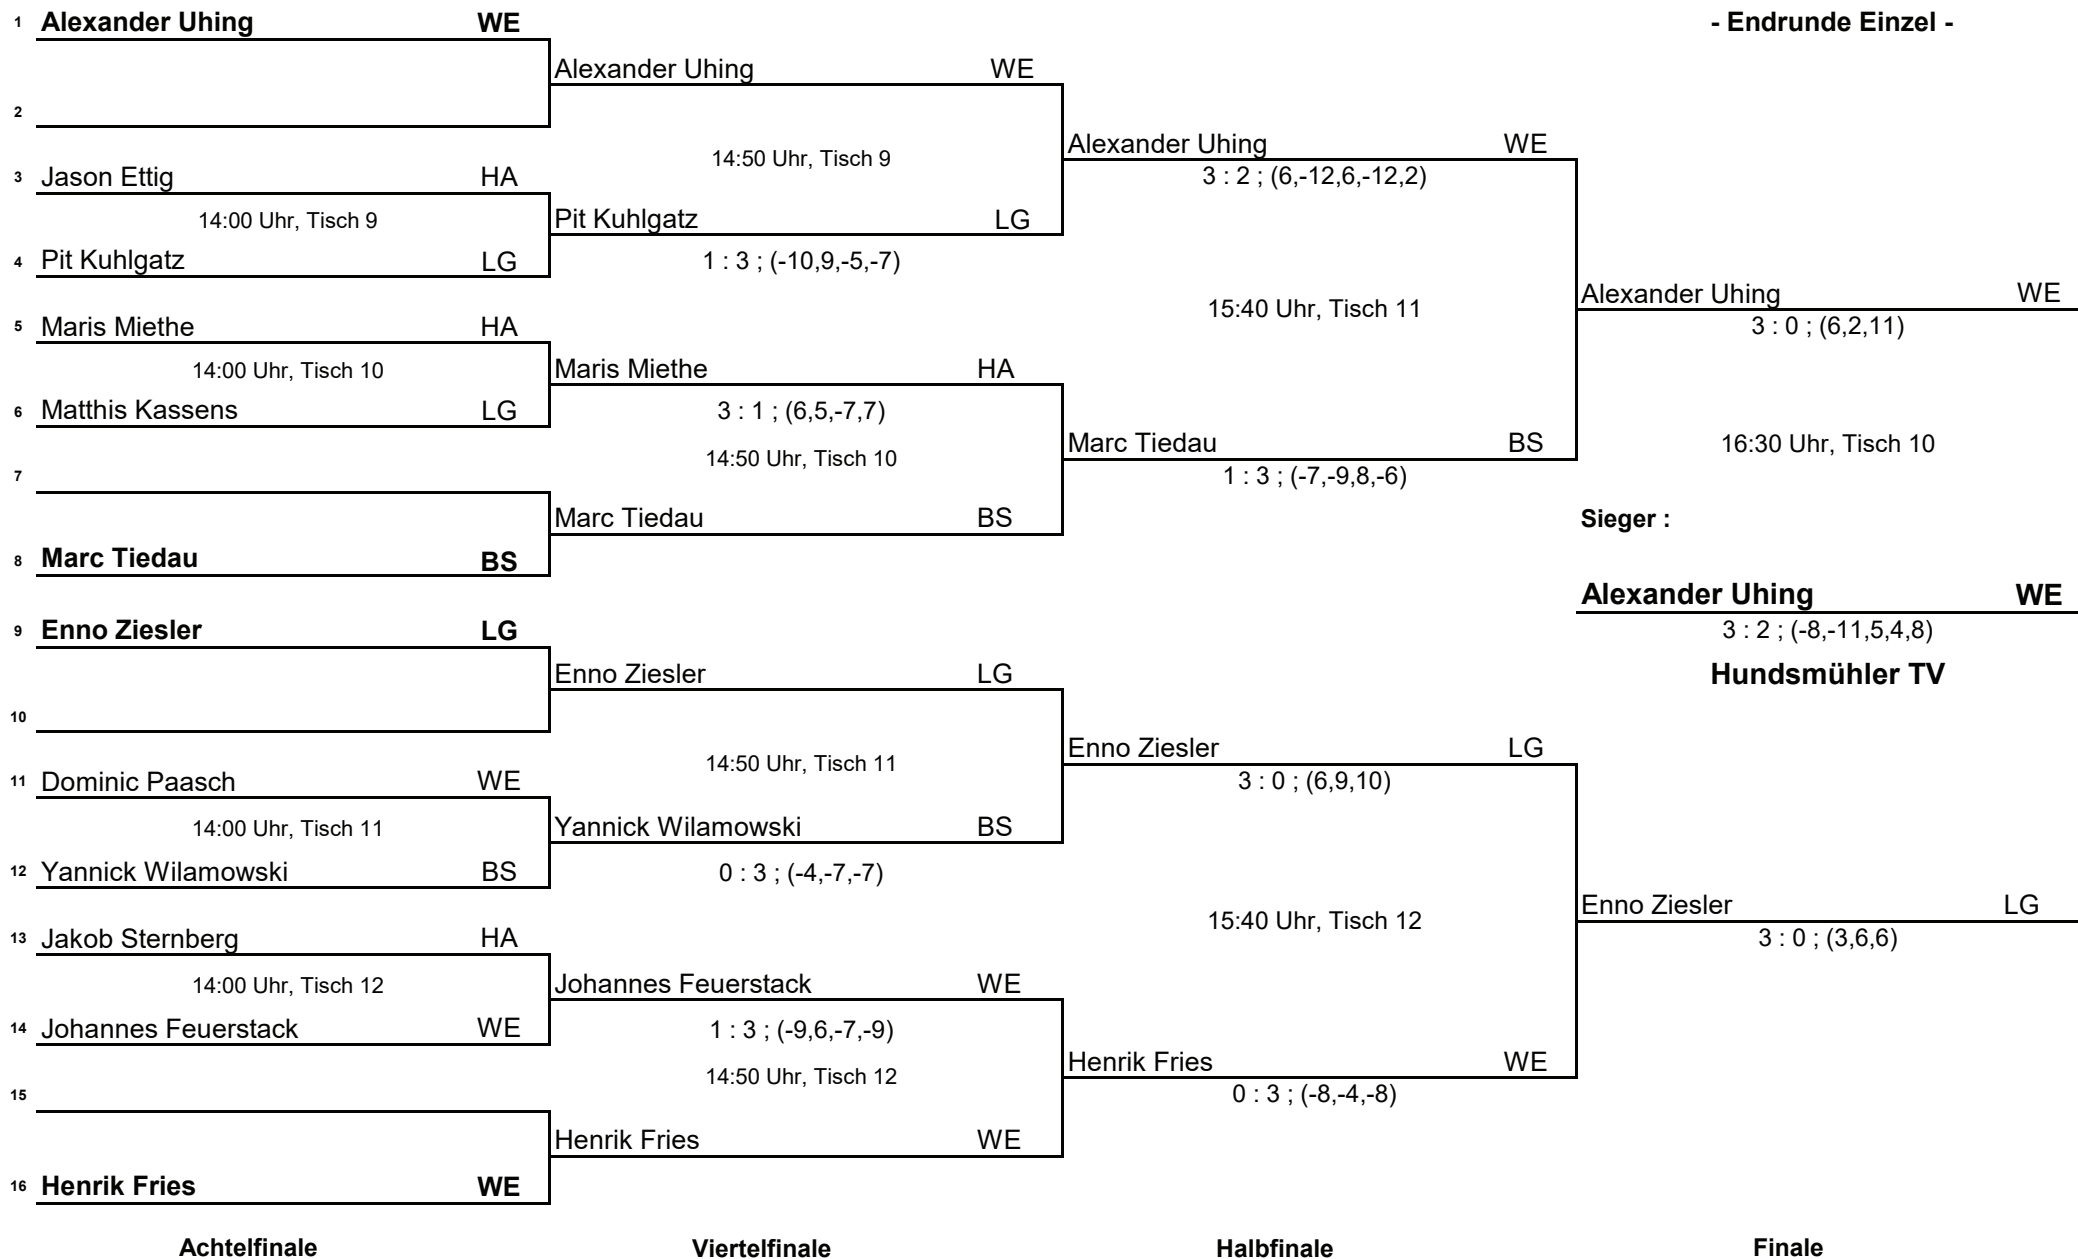 - Endrunde Einzel -
1 Alexander Uhing WE
2
3 Jason Ettig HA
14:00 Uhr, Tisch 9
4 Pit Kuhlgatz LG
5 Maris Miethe HA
14:00 Uhr, Tisch 10
6 Matthis Kassens LG
7
8 Marc Tiedau BS
9 Enno Ziesler LG
10
11 Dominic Paasch WE
14:00 Uhr, Tisch 11
12 Yannick Wilamowski BS
13 Jakob Sternberg HA
14:00 Uhr, Tisch 12
14 Johannes Feuerstack WE
15
16 Henrik Fries WE
Achtelfinale
Alexander Uhing WE
14:50 Uhr, Tisch 9
Pit Kuhlgatz LG
1 : 3 ; (-10,9,-5,-7)
Maris Miethe HA
3 : 1 ; (6,5,-7,7)
14:50 Uhr, Tisch 10
Marc Tiedau BS
Enno Ziesler LG
14:50 Uhr, Tisch 11
Yannick Wilamowski BS
0 : 3 ; (-4,-7,-7)
Johannes Feuerstack WE
1 : 3 ; (-9,6,-7,-9)
14:50 Uhr, Tisch 12
Henrik Fries WE
Viertelfinale
Alexander Uhing WE
3 : 2 ; (6,-12,6,-12,2)
15:40 Uhr, Tisch 11
Marc Tiedau BS
1 : 3 ; (-7,-9,8,-6)
Enno Ziesler LG
3 : 0 ; (6,9,10)
15:40 Uhr, Tisch 12
Henrik Fries WE
0 : 3 ; (-8,-4,-8)
Halbfinale
Alexander Uhing WE
3 : 0 ; (6,2,11)
16:30 Uhr, Tisch 10
Sieger :
Alexander Uhing WE
3 : 2 ; (-8,-11,5,4,8)
Hundsmühler TV
Enno Ziesler LG
3 : 0 ; (3,6,6)
Finale